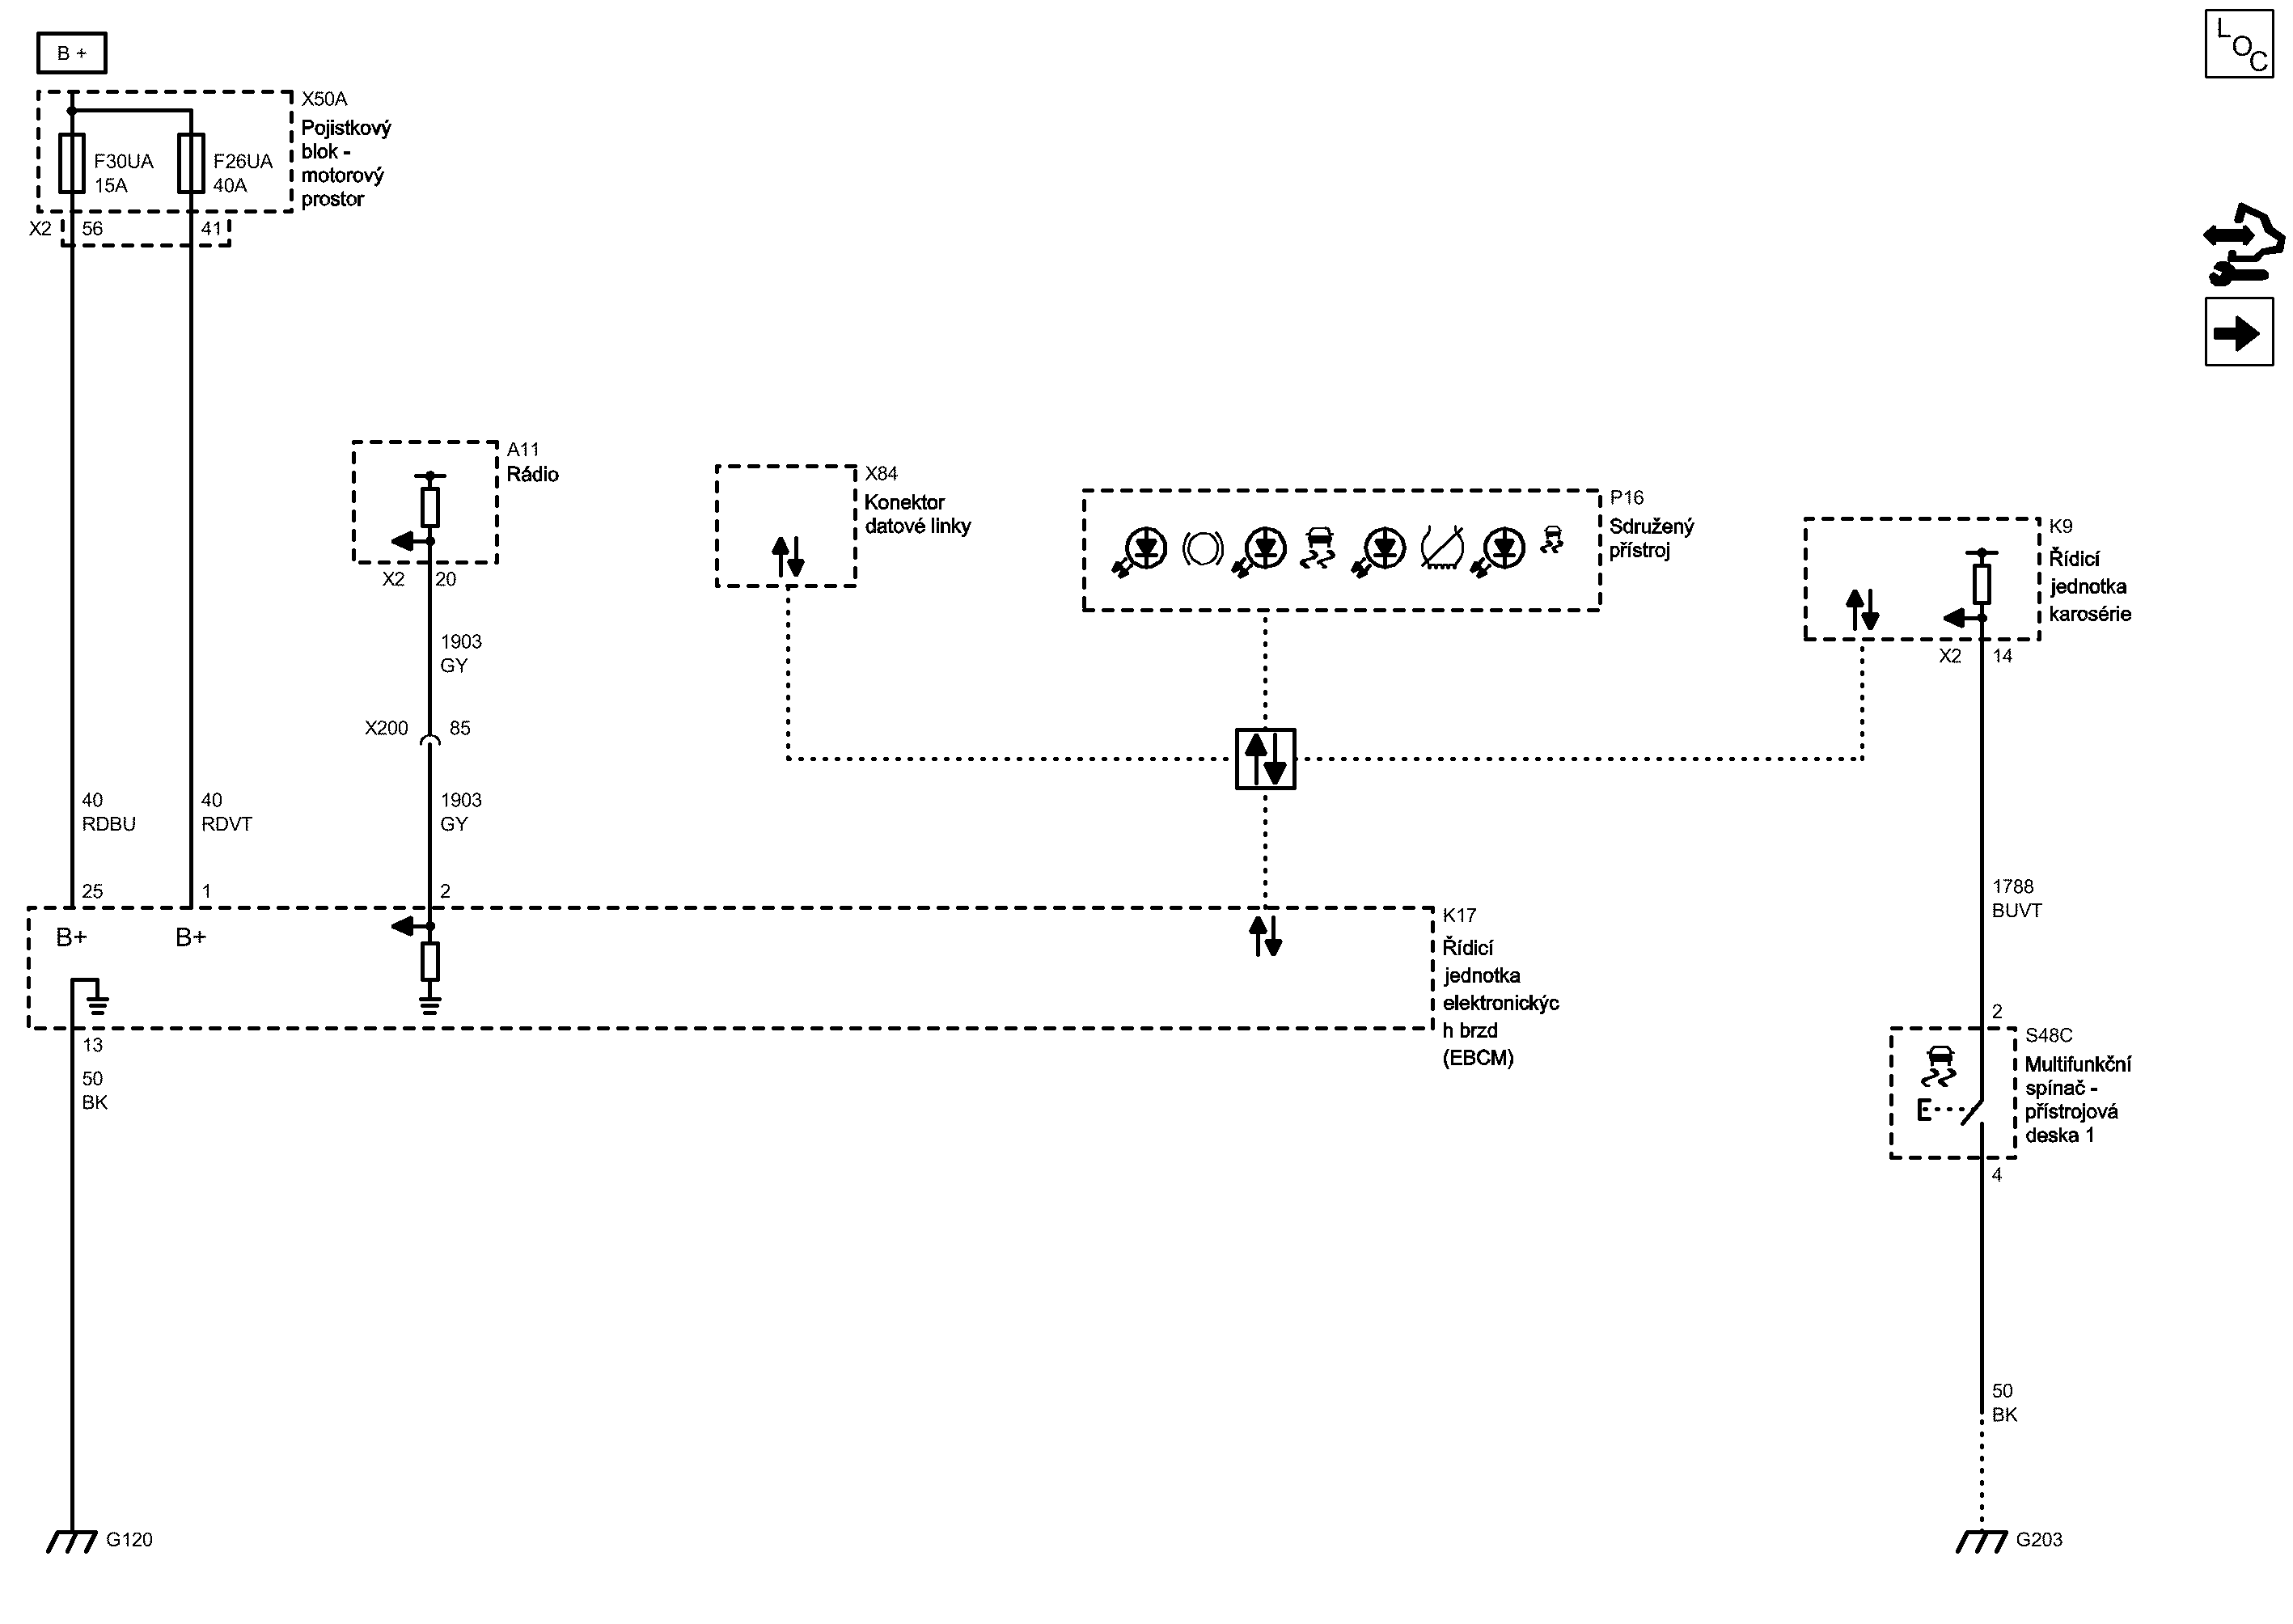 B +
LOC
X50A
Pojistkový
blok -
motorový
prostor
F30UA
15A
F26UA
40A
X2
56
41
A11
Rádio
X2
20
1903
GY
X200
85
1903
GY
X84
Konektor
datové linky
P16
Sdružený
přístroj
K9
Řídicí
jednotka
karosérie
X2
14
40
RDBU
40
RDVT
25
1
2
B+
B+
K17
Řídicí
jednotka
elektronickýc
h brzd
(EBCM)
1788
BUVT
2
S48C
Multifunkční
spínač -
přístrojová
deska 1
4
13
50
BK
50
BK
G120
G203